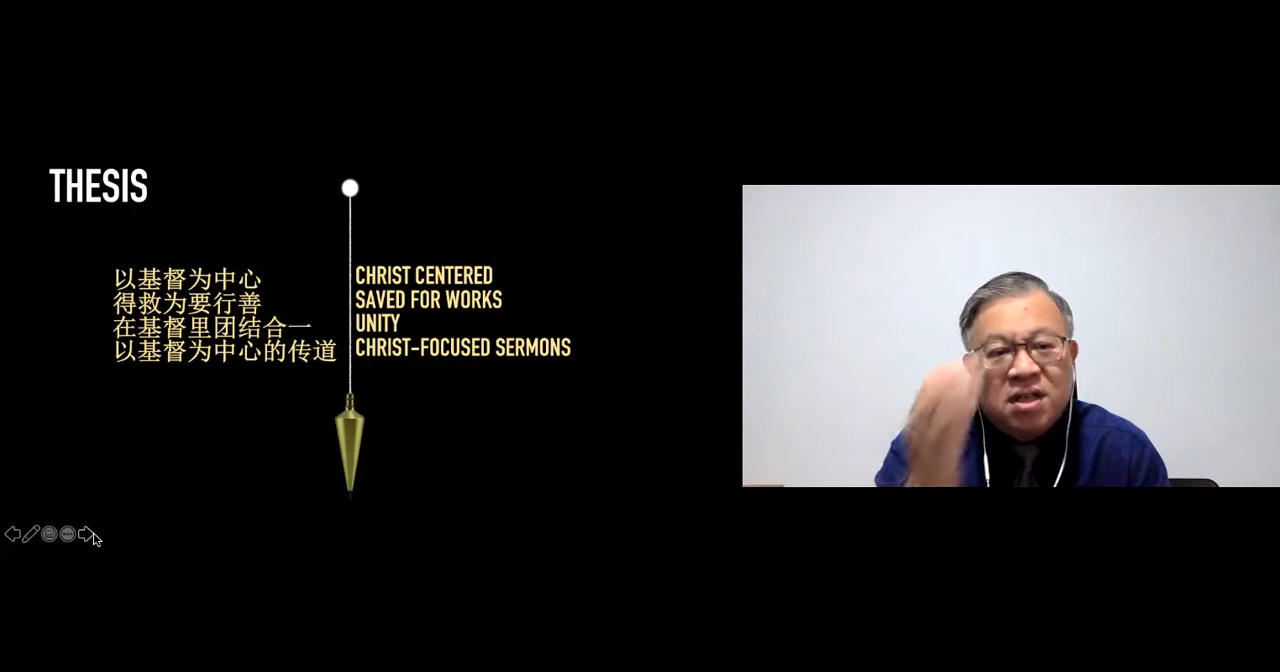 THESIS
以基督为中心
得救为要行善
在基督里团结合一
以基督为中心的传道
CHRIST CENTERED
SAVED FOR WORKS
UNITY
CHRIST-FOCUSED SERMONS